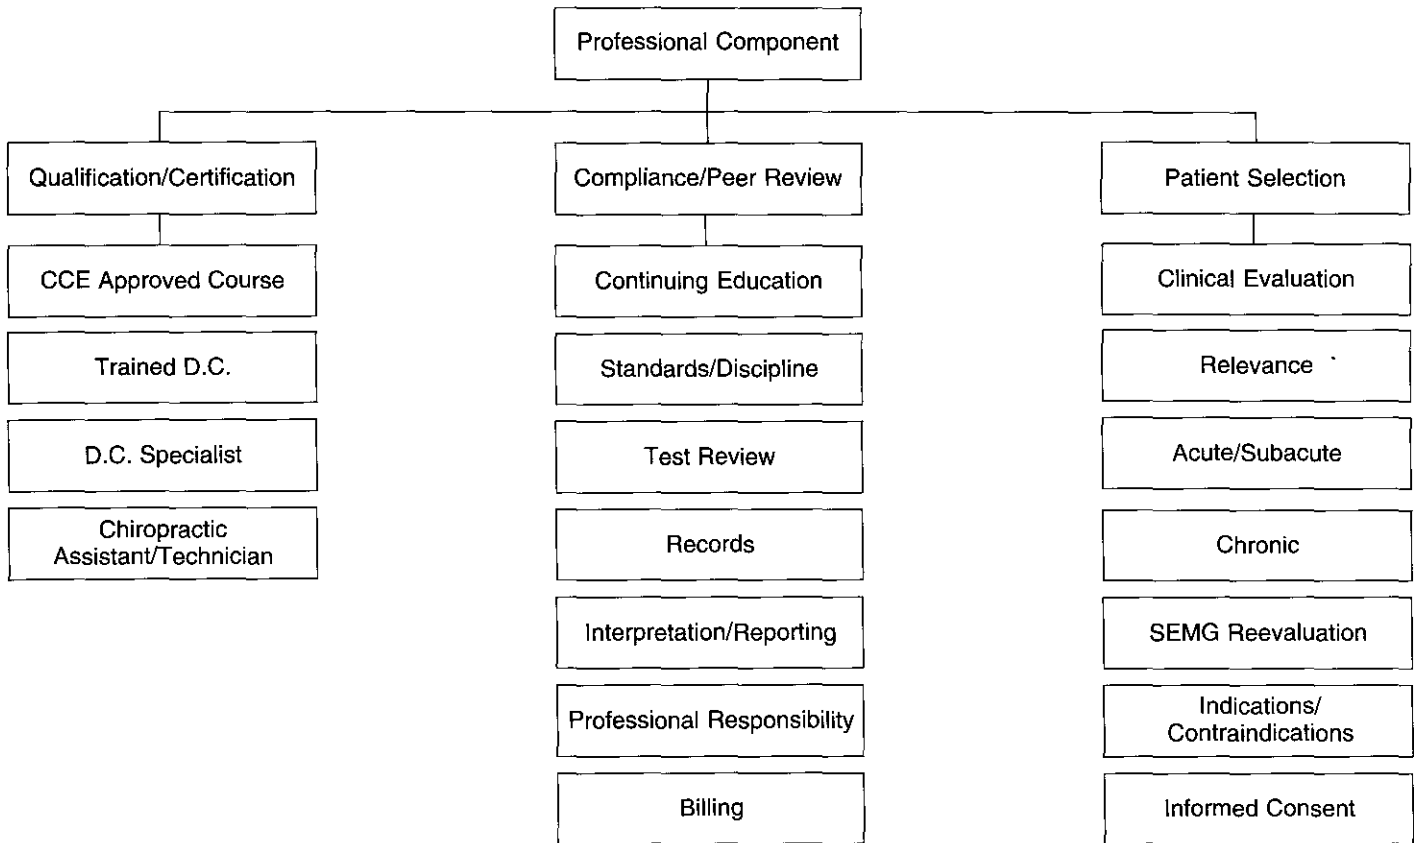 Professional Component
Qualification/Certification
CCE Approved Course
Trained D.C.
D.C. Specialist
Chiropractic
Assistant/Technician
Compliance/Peer Review
Continuing Education
Standards/Discipline
Test Review
Records
Interpretation/Reporting
Professional Responsibility
Billing
Patient Selection
Clinical Evaluation
Relevance
Acute/Subacute
Chronic
SEMG Reevaluation
Indications/
Contraindications
Informed Consent